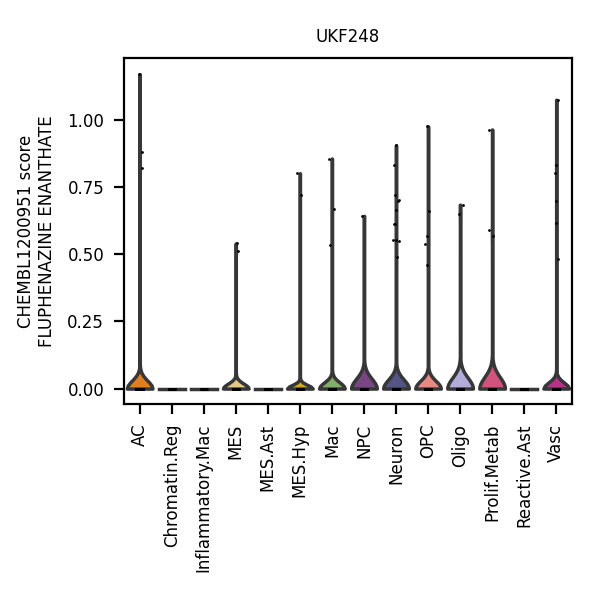 UKF248
CHEMBL1200951 score
FLUPHENAZINE ENANTHATE
1.00
0.75
0.50
0.25
0.00
AC
Chromatin.Reg
Inflammatory.Mac
MES
MES.Ast
MES.Hyp
Mac
NPC
Neuron
OPC
Oligo
Prolif.Metab
Reactive.Ast
Vasc